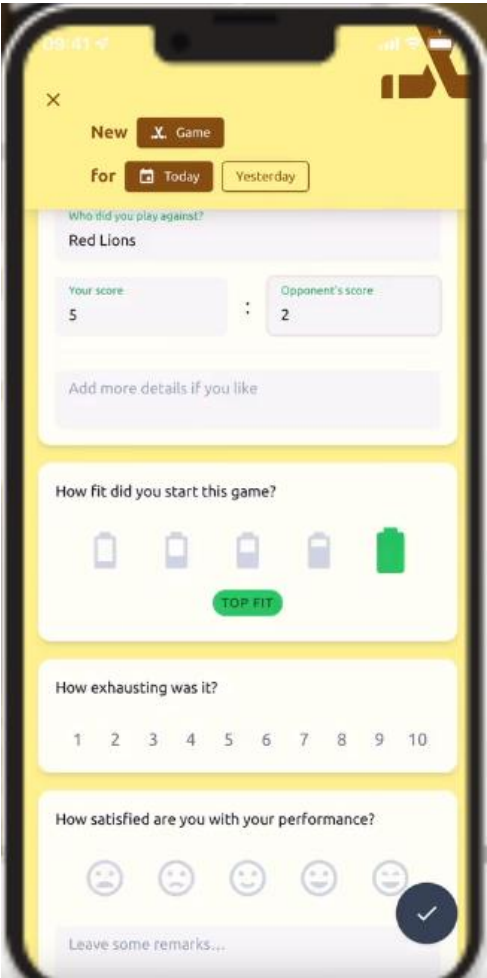 09:41
New Game
for Today Yesterday
Who did you play against?
Red Lions
Your score
5
:
Opponent's score
2
Add more details if you like
How fit did you start this game?
TOP FIT
How exhausting was it?
1 2 3 4 5 6 7 8 9 10
How satisfied are you with your performance?
Leave some remarks...